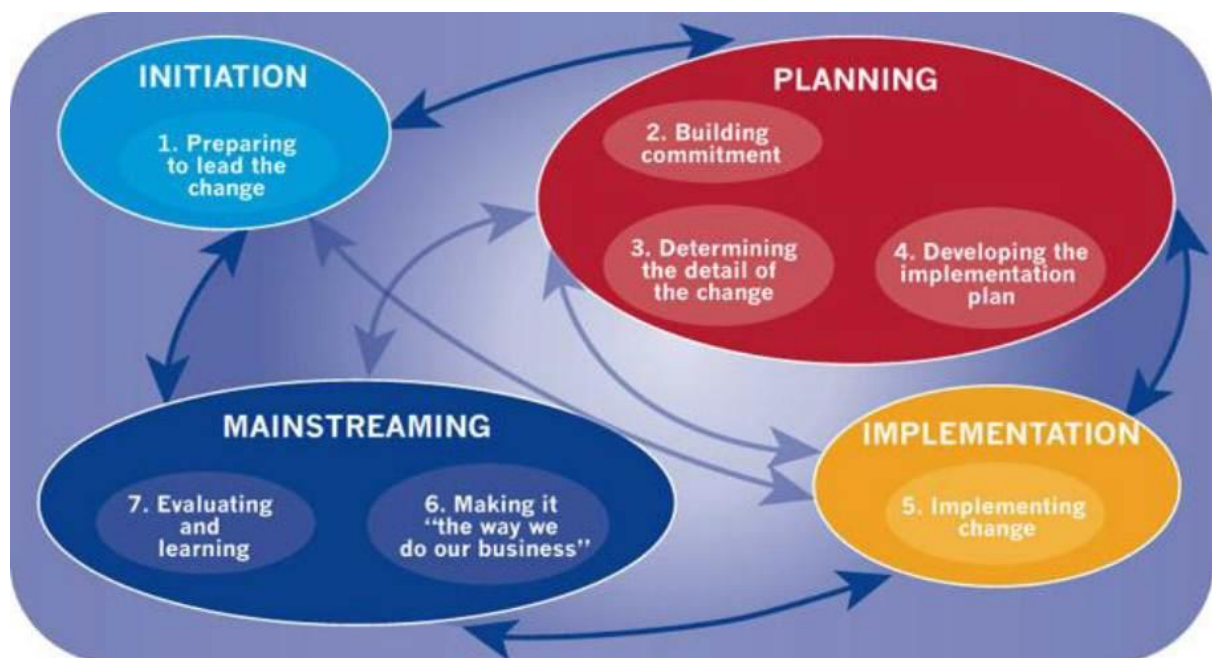 INITIATION
1. Preparing
to lead the
change
PLANNING
2. Building
commitment
3. Determining
the detail of
the change
4. Developing the
implementation
plan
MAINSTREAMING
7. Evaluating
and
learning
6. Making it
“the way we
do our business”
IMPLEMENTATION
5. Implementing
change